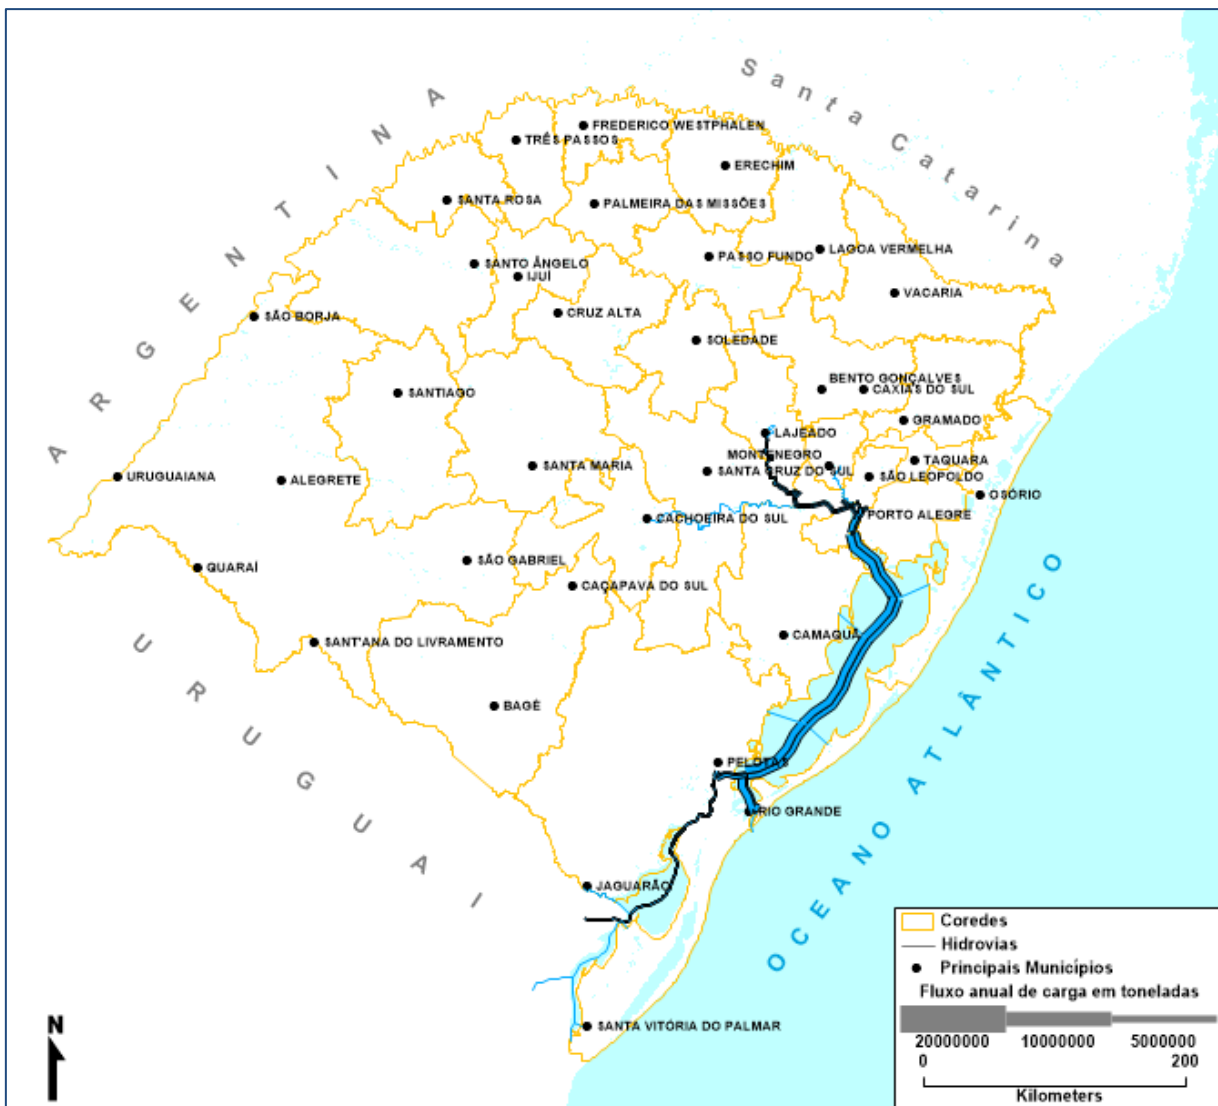 Santa Catarina
ARGENTINA
FREDERICO WESTPHALEN
TRÊS PASSOS
ERECHIM
SANTA ROSA
PALMEIRA DAS MISSÕES
LAGOA VERMELHA
PASSO FUNDO
SANTO ÂNGELO
IJUÍ
VACARIA
SÃO BORJA
CRUZ ALTA
SOLEDADE
BENTO GONÇALVES
SANTIAGO
CAXIAS DO SUL
GRAMADO
LAJEADO
MONTENEGRO
TAQUARA
SANTA MARIA
SANTA CRUZ DO SUL
SÃO LEOPOLDO
URUGUAIANA
ALEGRETE
OSÓRIO
CACHOEIRA DO SUL
PORTO ALEGRE
QUARAÍ
SÃO GABRIEL
CAÇAPAVA DO SUL
SANT'ANA DO LIVRAMENTO
CAMAQUÃ
URUGUAI
OCEANO ATLÂNTICO
BAGÉ
PELOTAS
RIO GRANDE
JAGUARÃO
SANTA VITÓRIA DO PALMAR
N
Coredes
Hidrovias
Principais Municípios
Fluxo anual de carga em toneladas
20000000 10000000 5000000
0 200
Kilometers